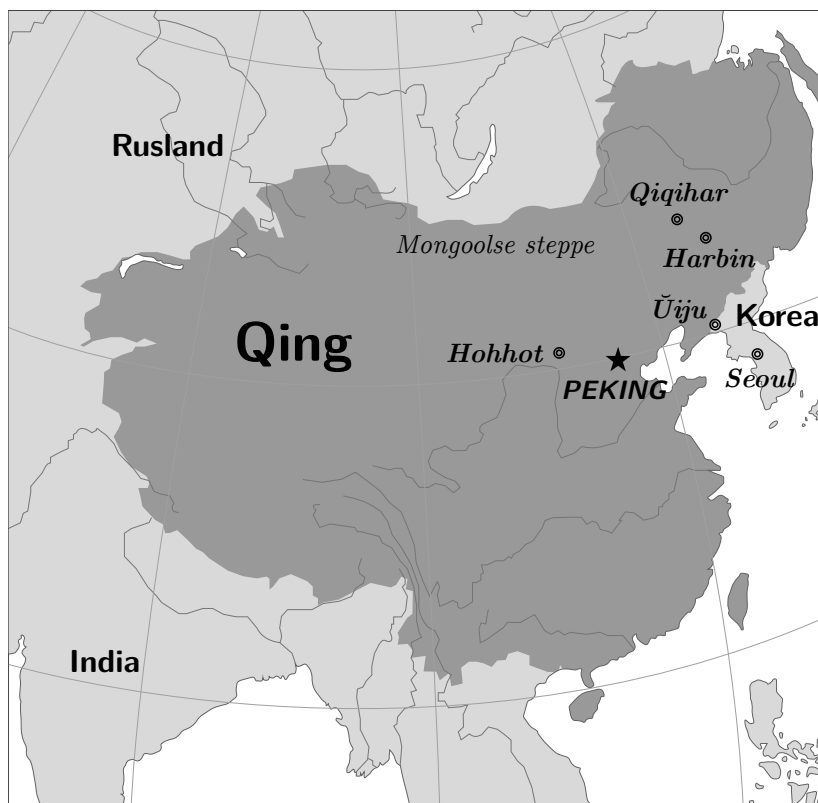 Rusland
Qiqihar
Mongoolse steppe
Harbin
Ŭiju
Korea
Qing
Hohhot
Seoul
PEKING
India